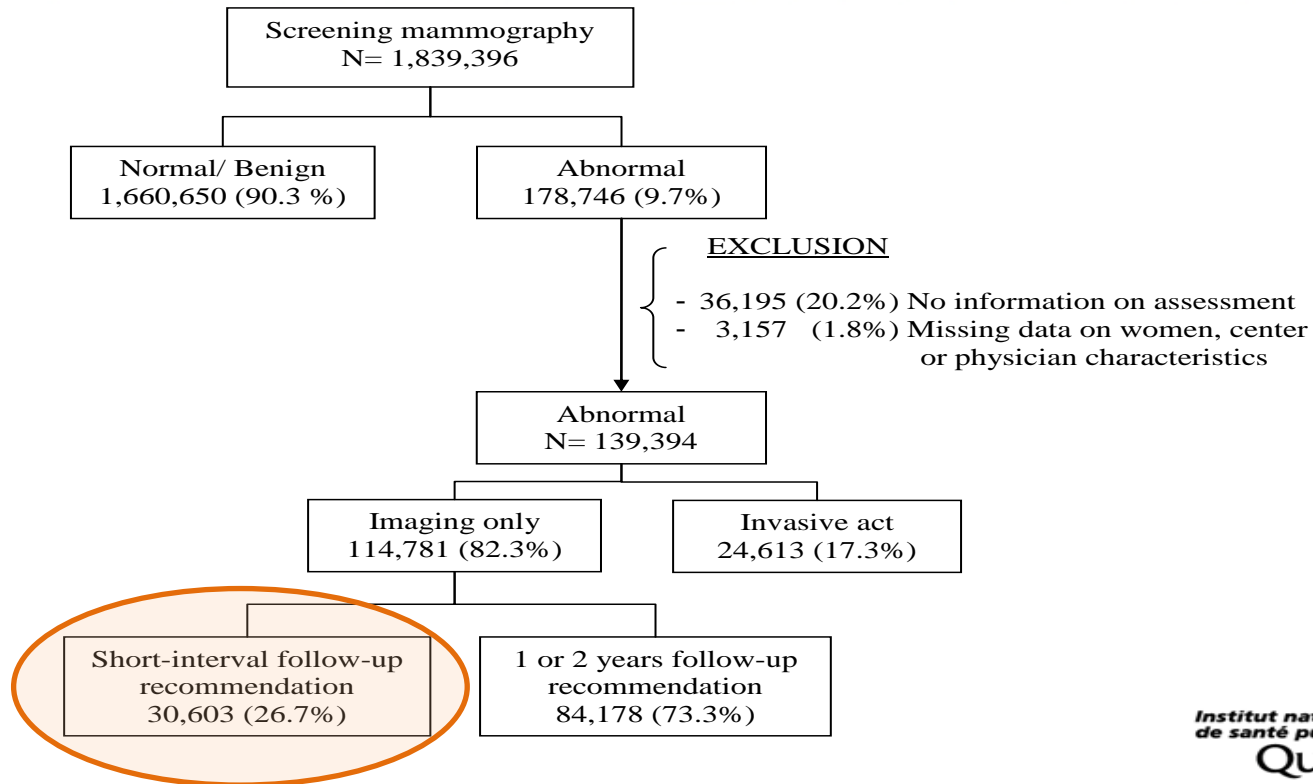 Screening mammography
N= 1,839,396
Normal/ Benign
1,660,650 (90.3 %)
Abnormal
178,746 (9.7%)
EXCLUSION
- 36,195 (20.2%) No information on assessment
- 3,157 (1.8%) Missing data on women, center
or physician characteristics
Abnormal
N= 139,394
Imaging only
114,781 (82.3%)
Invasive act
24,613 (17.3%)
Short-interval follow-up
recommendation
30,603 (26.7%)
1 or 2 years follow-up
recommendation
84,178 (73.3%)
Institut nat
de santé p
Qu